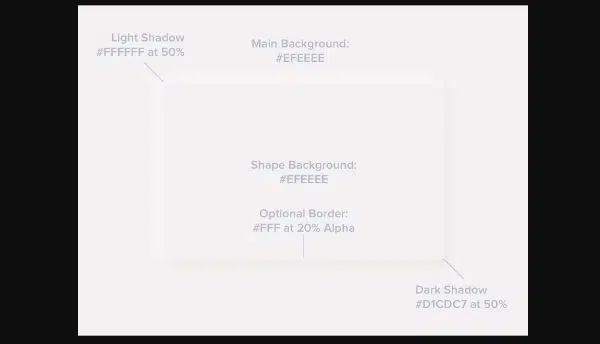 Light Shadow
#FFFFFF at 50%
Main Background:
#EFEEEE
Shape Background:
#EFEEEE
Optional Border:
#FFF at 20% Alpha
Dark Shadow
#D1CDC7 at 50%